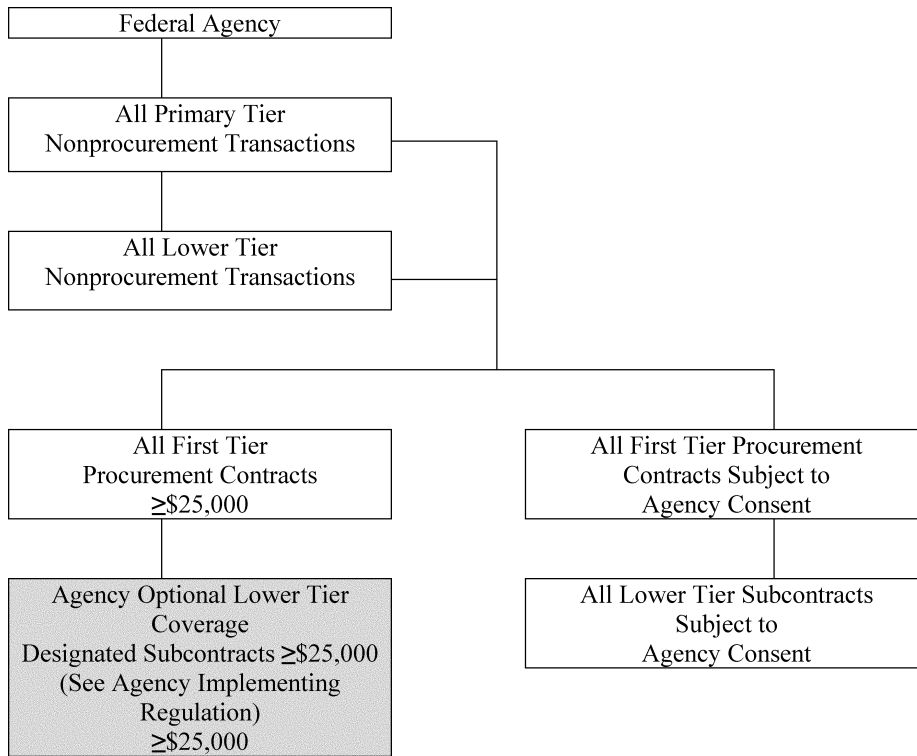 Federal Agency
All Primary Tier
Nonprocurement Transactions
All Lower Tier
Nonprocurement Transactions
All First Tier
Procurement Contracts
≥$25,000
All First Tier Procurement
Contracts Subject to
Agency Consent
Agency Optional Lower Tier
Coverage
Designated Subcontracts ≥$25,000
(See Agency Implementing
Regulation)
≥$25,000
All Lower Tier Subcontracts
Subject to
Agency Consent